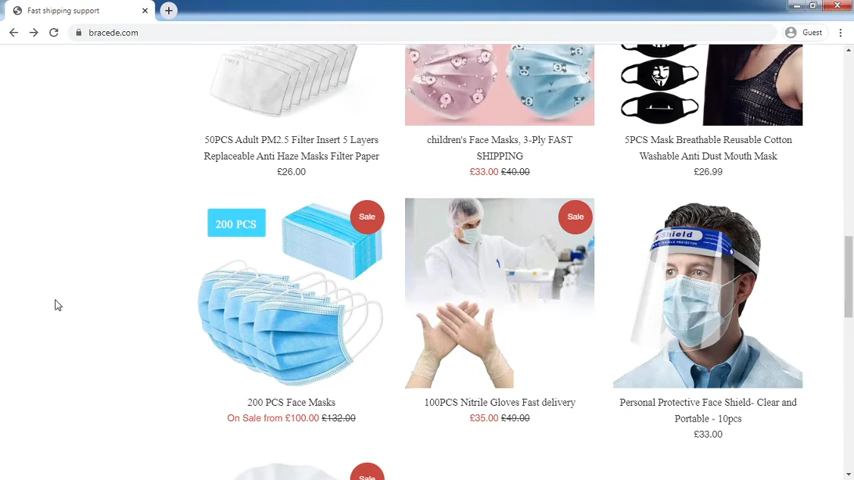 Fast shipping support
Guest
bracede.com
50PCS Adult PM2.5 Filter Insert 5 Layers
Replaceable Anti Haze Masks Filter Paper
£26.00
children's Face Masks, 3-Ply FAST
SHIPPING
£33.00 £40.00
5PCS Mask Breathable Reusable Cotton
Washable Anti Dust Mouth Mask
£26.99
200 PCS
Sale
200 PCS Face Masks
On Sale from £100.00 £132.00
Sale
100PCS Nitrile Gloves Fast delivery
£35.00 £49.00
Shield
Personal Protective Face Shield- Clear and
Portable - 10pcs
£33.00
Sale